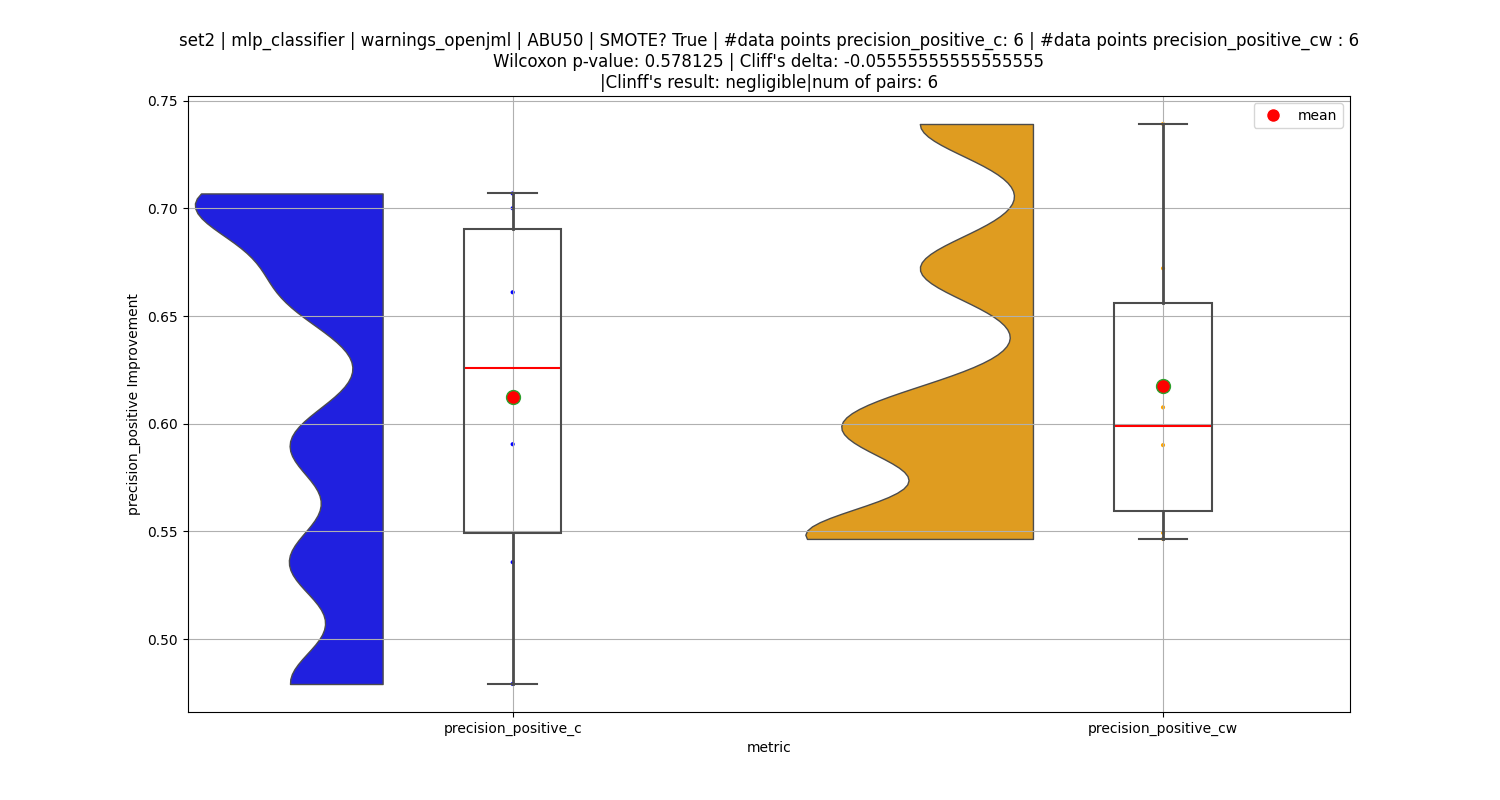 set2 | mlp_classifier | warnings_openjml | ABU50 | SMOTE? True | #data points precision_positive_c: 6 | #data points precision_positive_cw : 6
Wilcoxon p-value: 0.578125 | Cliff's delta: -0.05555555555555555
|Clinff's result: negligible|num of pairs: 6
mean
0.75
0.70
0.65
0.60
0.55
0.50
precision_positive Improvement
precision_positive_c
precision_positive_cw
metric